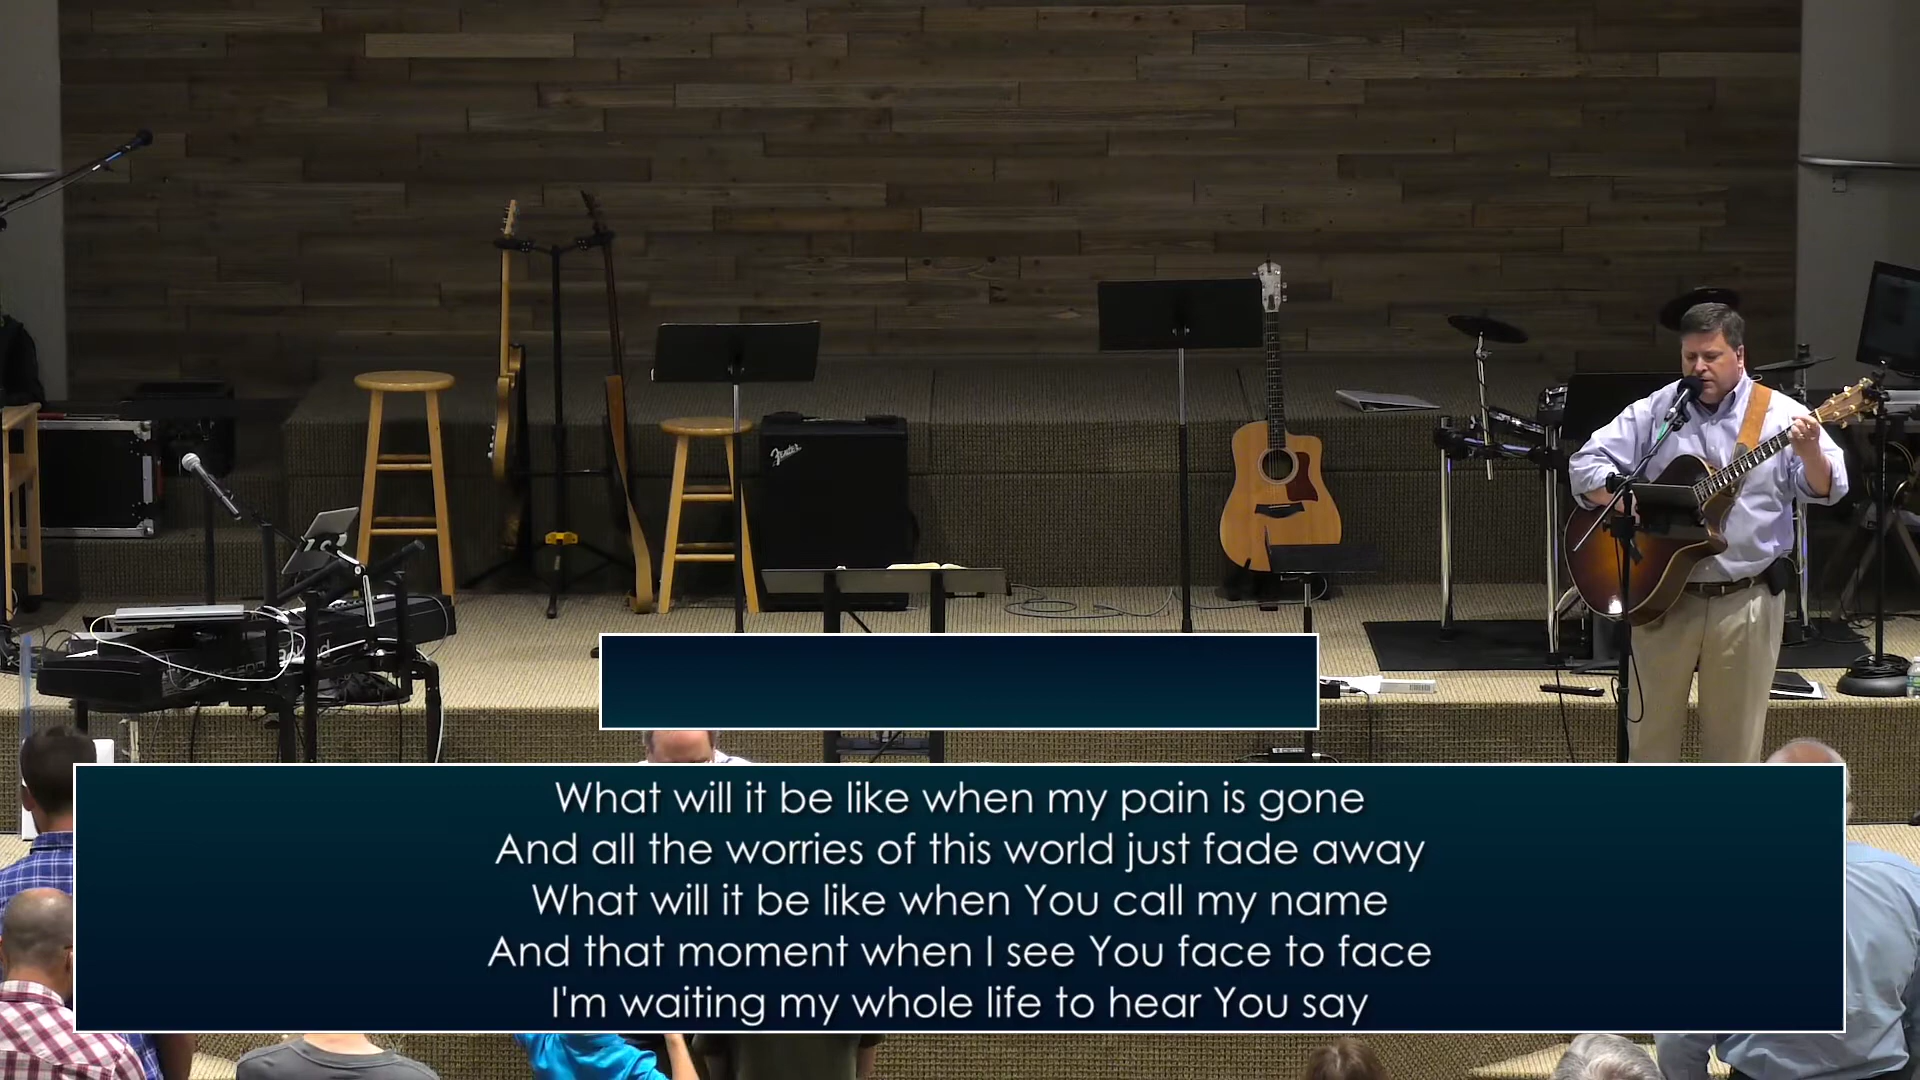 Fender
Roland
What will it be like when my pain is gone
And all the worries of this world just fade away
What will it be like when You call my name
And that moment when I see You face to face
I'm waiting my whole life to hear You say